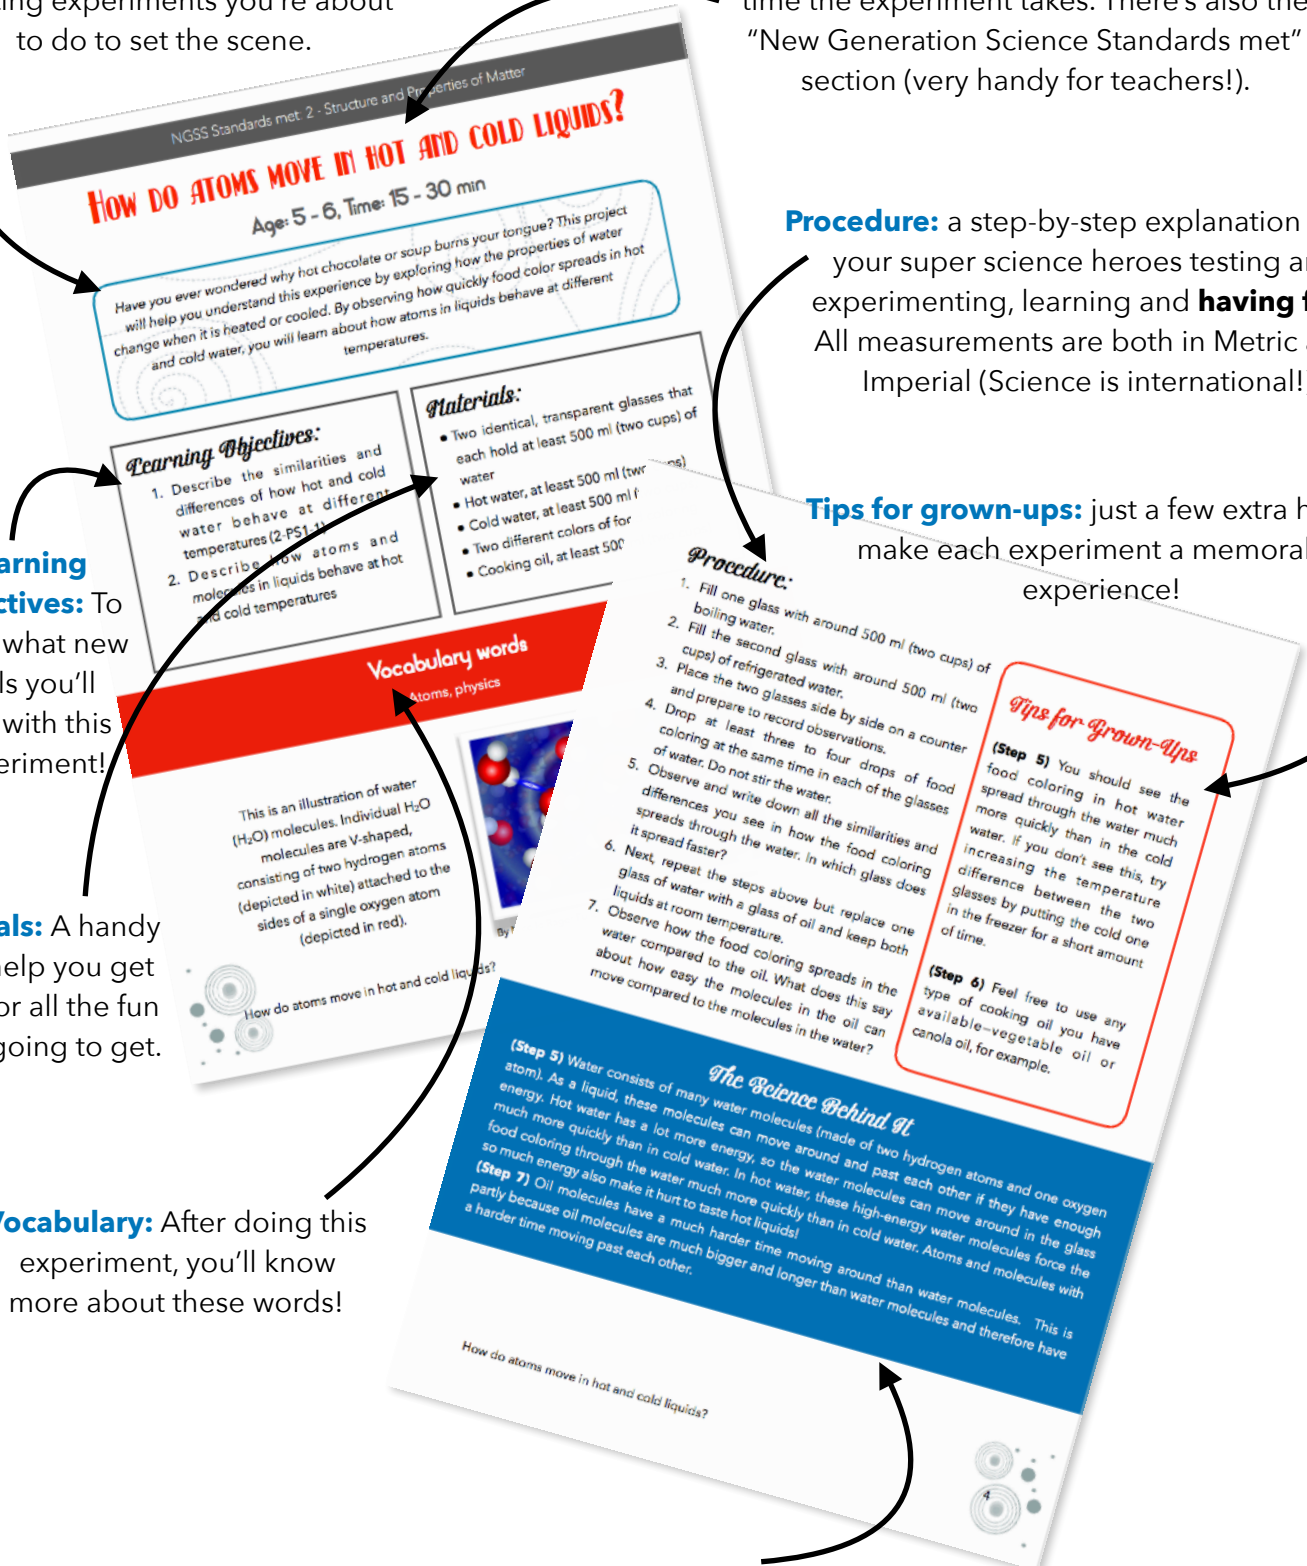 ing experiments you're about
to do to set the scene.
time the experiment takes. There's also the
"New Generation Science Standards met"
section (very handy for teachers!).
NGSS Standards met: 2 - Structure and Properties of Matter
How do atoms move in hot and cold liquids?
Age: 5 - 6, Time: 15 - 30 min
Have you ever wondered why hot chocolate or soup burns your tongue? This project
will help you understand this experience by exploring how the properties of water
change when it is heated or cooled. By observing how quickly food color spreads in hot
and cold water, you will learn about how atoms in liquids behave at different
temperatures.
Learning Objectives:
1. Describe the similarities and
differences of how hot and cold
water behave at different
temperatures (2-PS1-1)
2. Describe how atoms and
molecules in liquids behave at hot
and cold temperatures
Materials:
• Two identical, transparent glasses that
each hold at least 500 ml (two cups) of
water
• Hot water, at least 500 ml (two cups)
• Cold water, at least 500 ml
• Two different colors of
• Cooking oil, at least 500
Vocabulary words
Atoms, physics
This is an illustration of water
(H₂O) molecules. Individual H₂O
molecules are V-shaped,
consisting of two hydrogen atoms
(depicted in white) attached to the
sides of a single oxygen atom
(depicted in red).
By
How do atoms move in hot and cold liquids?
Procedure: a step-by-step explanation
your super science heroes testing
experimenting, learning and having
All measurements are both in Metric
Imperial (Science is international!
Tips for grown-ups: just a few extra
make each experiment a
experience!
arning
ctives: To
what new
ls you'll
with this
eriment!
als: A handy
help you get
or all the fun
going to get.
Vocabulary: After doing this
experiment, you'll know
more about these words!
Procedure:
1. Fill one glass with around 500 ml (two cups) of
boiling water.
2. Fill the second glass with around 500 ml (two
cups) of refrigerated water.
3. Place the two glasses side by side on a counter
and prepare to record observations.
4. Drop at least three to four drops of food
coloring at the same time in each of the glasses
of water. Do not stir the water.
5. Observe and write down all the similarities and
differences you see in how the food coloring
spreads through the water. In which glass does
it spread faster?
6. Next, repeat the steps above but replace one
glass of water with a glass of oil and keep both
liquids at room temperature.
7. Observe how the food coloring spreads in the
water compared to the oil. What does this say
about how easy the molecules in the oil can
move compared to the molecules in the water?
Tips for Grown-Ups
(Step 5) You should see the
food coloring in hot water
spread through the water much
more quickly than in the cold
water. If you don't see this, try
increasing the temperature
difference between the two
glasses by putting the cold one
in the freezer for a short amount
of time.
(Step 6) Feel free to use any
type of cooking oil you have
available—vegetable oil or
canola oil, for example.
The Science Behind It
(Step 5) Water consists of many water molecules (made of two hydrogen atoms and one oxygen
atom). As a liquid, these molecules can move around and past each other if they have enough
energy. Hot water has a lot more energy, so the water molecules can move around in the glass
much more quickly than in cold water. In hot water, these high-energy water molecules force the
food coloring through the water much more quickly than in cold water. Atoms and molecules with
so much energy also make it hurt to taste hot liquids!
(Step 7) Oil molecules have a much harder time moving around than water molecules. This is
partly because oil molecules are much bigger and longer than water molecules and therefore have
a harder time moving past each other.
How do atoms move in hot and cold liquids?
4